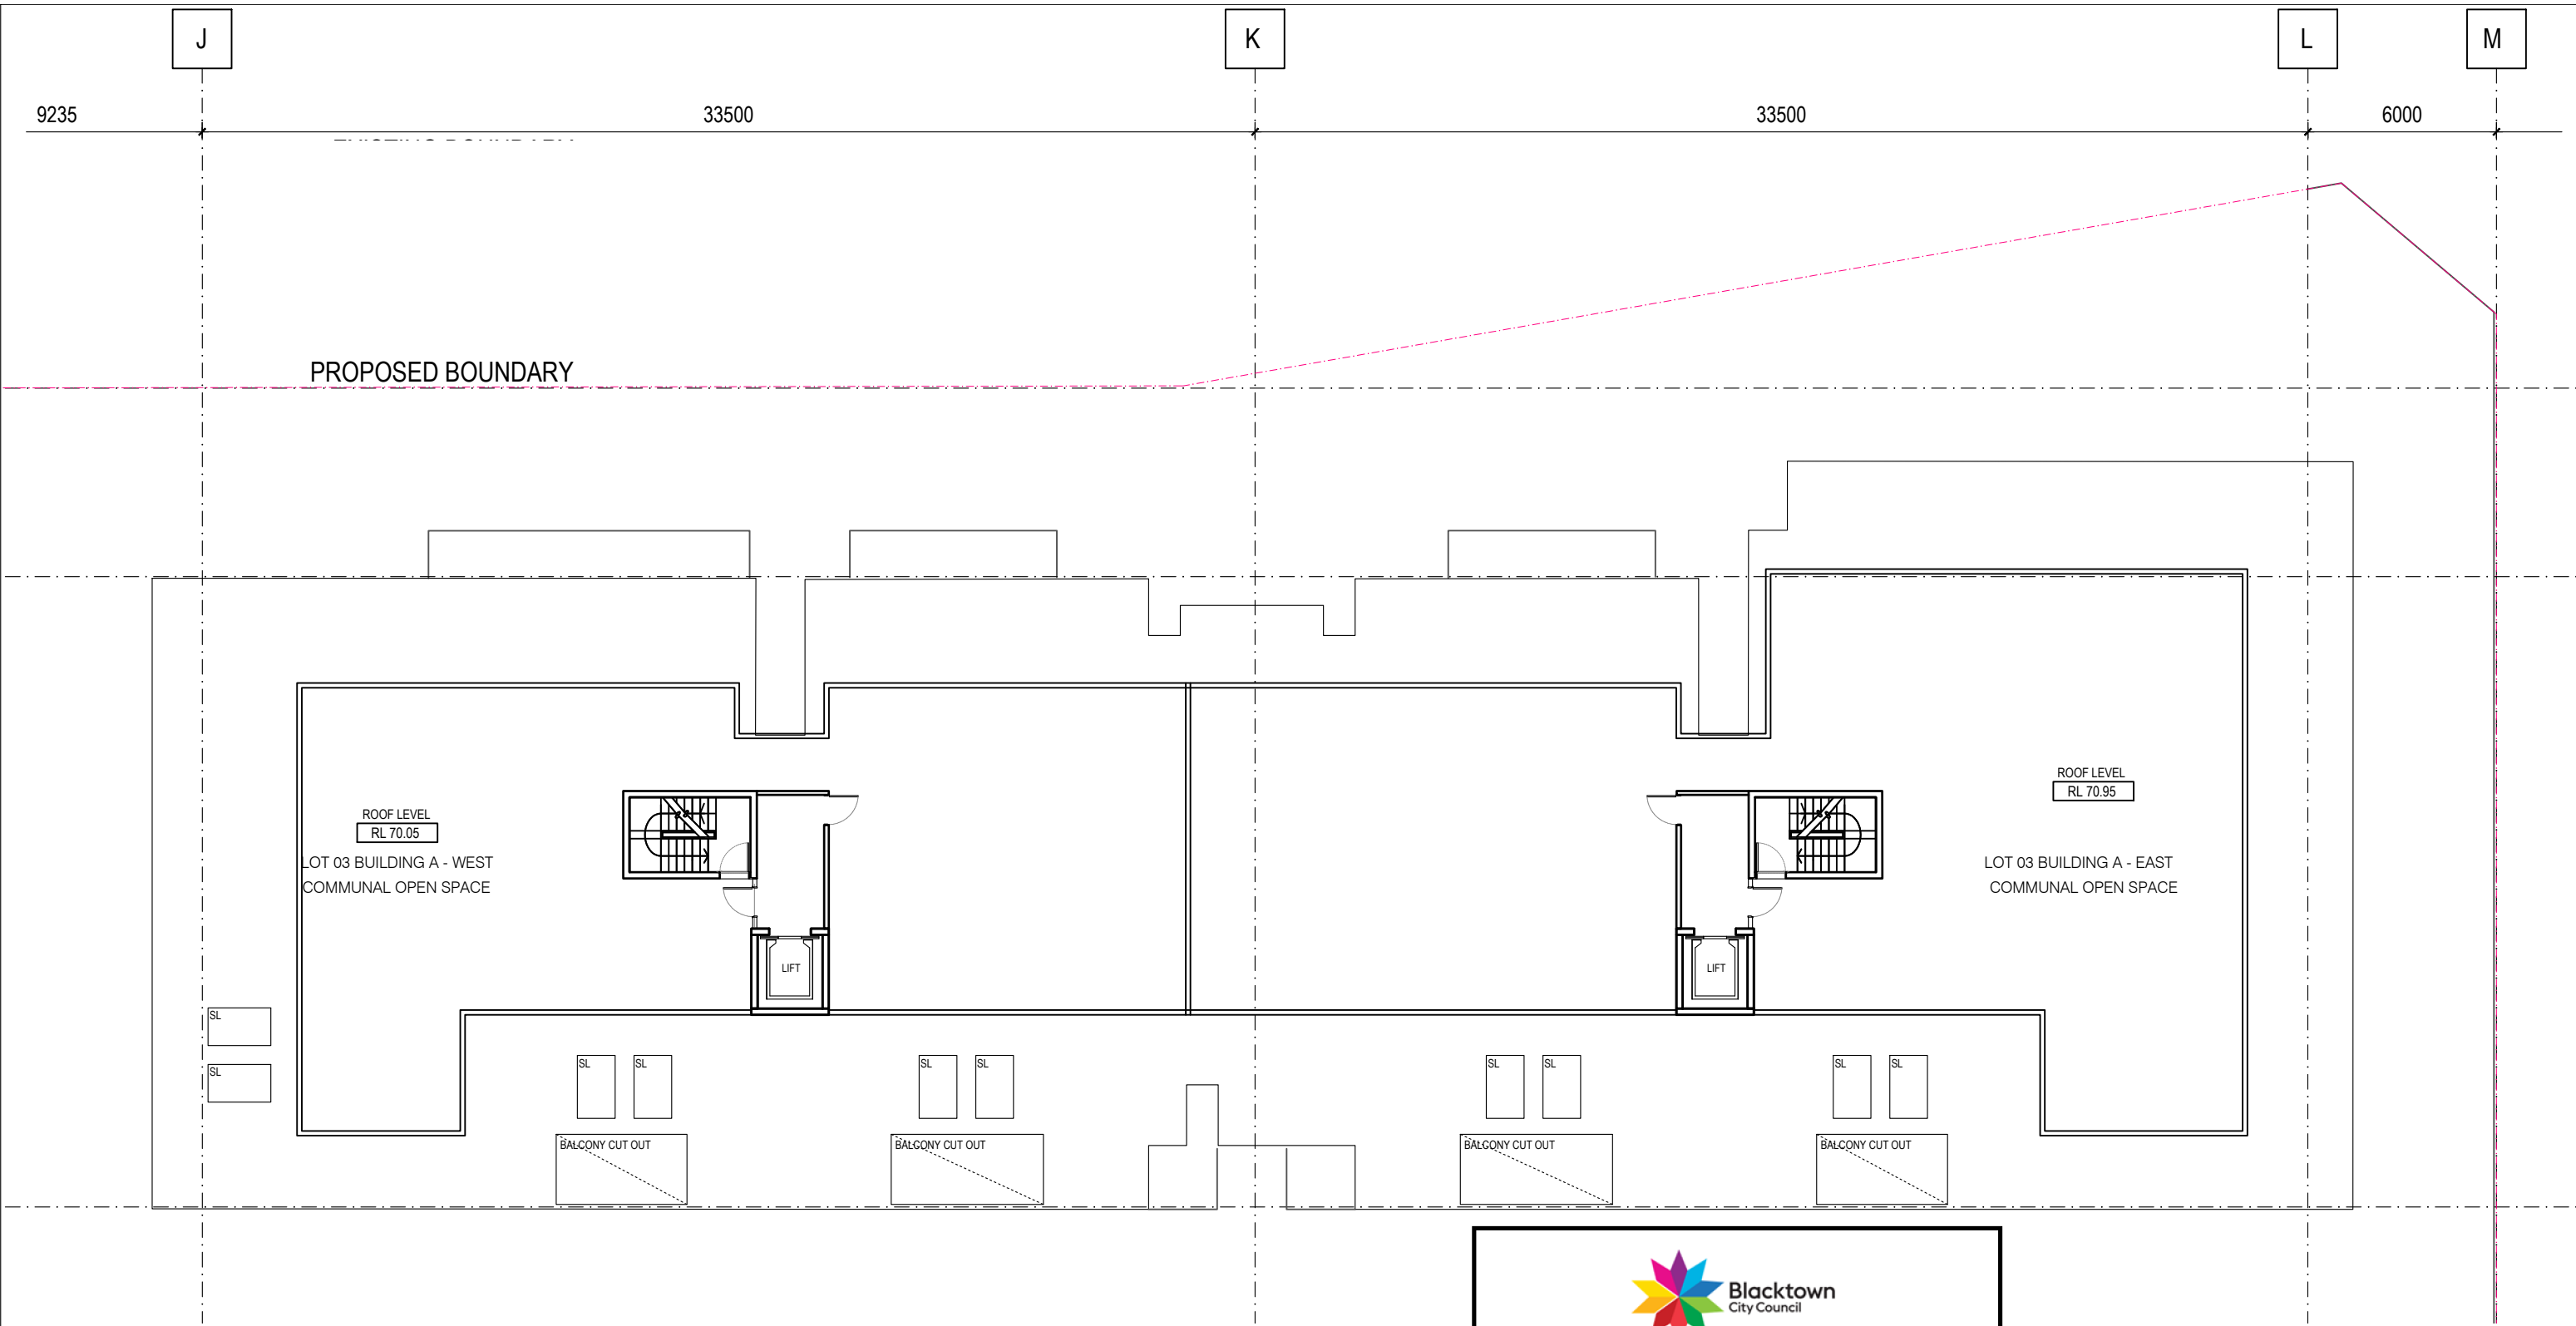 J
K
L
M
9235
33500
33500
6000
PROPOSED BOUNDARY
ROOF LEVEL
RL 70.95
ROOF LEVEL
RL 70.05
LOT 03 BUILDING A - WEST
COMMUNAL OPEN SPACE
LOT 03 BUILDING A - EAST
COMMUNAL OPEN SPACE
LIFT
LIFT
SL
SL
SL
SL
SL
SL
SL
SL
SL
SL
BALCONY CUT OUT
BALCONY CUT OUT
BALCONY CUT OUT
BALCONY CUT OUT
Blacktown
City Council